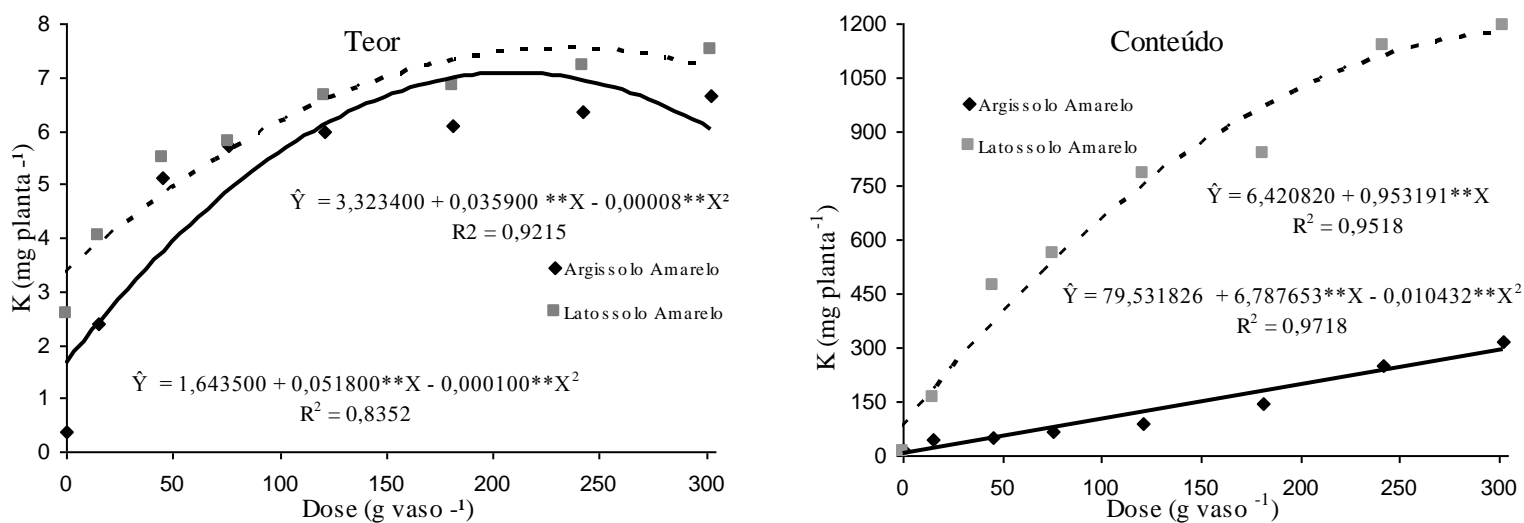 Teor
K (mg planta -¹)
8
7
6
5
4
3
2
1
0
Ŷ = 3,323400 + 0,035900 **X - 0,00008**X²
R2 = 0,9215
Argissolo Amarelo
Latossolo Amarelo
Ŷ = 1,643500 + 0,051800**X - 0,000100**X²
R² = 0,8352
0 50 100 150 200 250 300
Dose (g vaso -¹)
Conteúdo
K (mg planta⁻¹)
1200
1050
900
750
600
450
300
150
0
Argissolo Amarelo
Latossolo Amarelo
Ŷ = 6,420820 + 0,953191**X
R² = 0,9518
Ŷ = 79,531826 + 6,787653**X - 0,010432**X²
R² = 0,9718
0 50 100 150 200 250 300
Dose (g vaso ⁻¹)